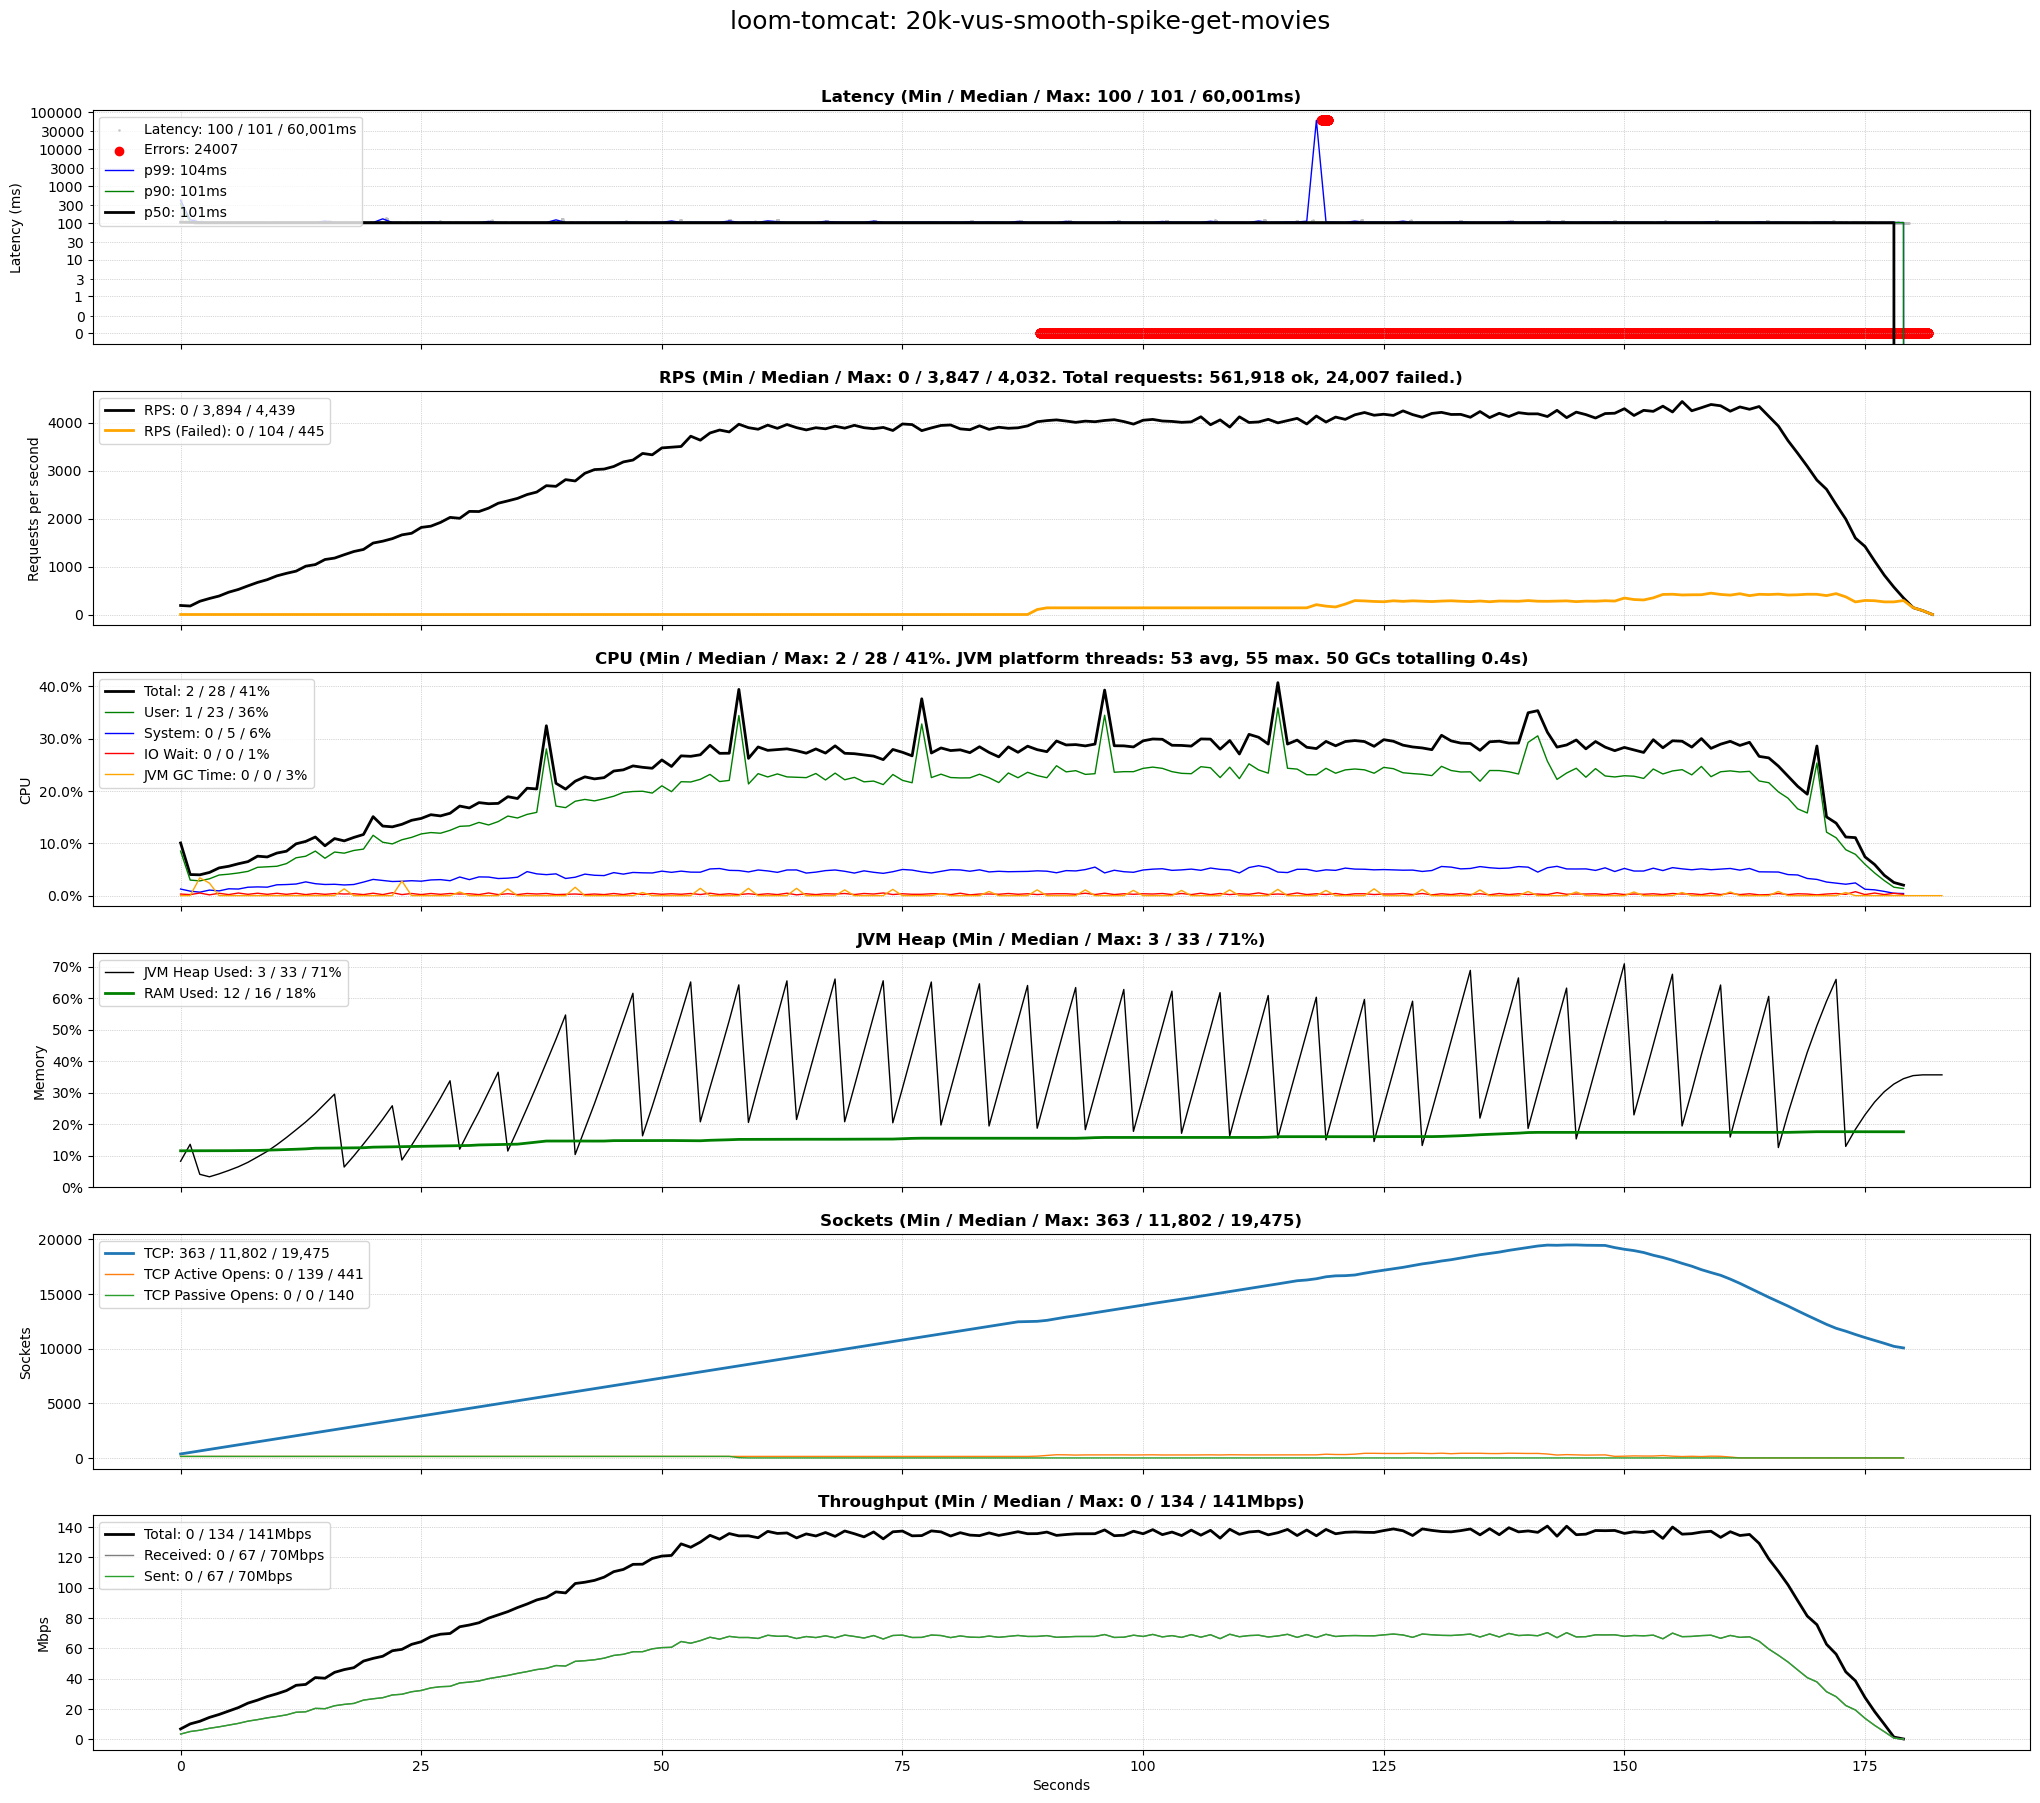 loom-tomcat: 20k-vus-smooth-spike-get-movies
Latency (Min / Median / Max: 100 / 101 / 60,001ms)
Latency (ms)
100000
30000
10000
3000
1000
300
100
30
10
3
1
0
0
Latency: 100 / 101 / 60,001ms
Errors: 24007
p99: 104ms
p90: 101ms
p50: 101ms
RPS (Min / Median / Max: 0 / 3,847 / 4,032. Total requests: 561,918 ok, 24,007 failed.)
Requests per second
4000
3000
2000
1000
0
RPS: 0 / 3,894 / 4,439
RPS (Failed): 0 / 104 / 445
CPU (Min / Median / Max: 2 / 28 / 41%. JVM platform threads: 53 avg, 55 max. 50 GCs totalling 0.4s)
CPU
40.0%
30.0%
20.0%
10.0%
0.0%
Total: 2 / 28 / 41%
User: 1 / 23 / 36%
System: 0 / 5 / 6%
IO Wait: 0 / 0 / 1%
JVM GC Time: 0 / 0 / 3%
JVM Heap (Min / Median / Max: 3 / 33 / 71%)
Memory
70%
60%
50%
40%
30%
20%
10%
0%
JVM Heap Used: 3 / 33 / 71%
RAM Used: 12 / 16 / 18%
Sockets (Min / Median / Max: 363 / 11,802 / 19,475)
Sockets
20000
15000
10000
5000
0
TCP: 363 / 11,802 / 19,475
TCP Active Opens: 0 / 139 / 441
TCP Passive Opens: 0 / 0 / 140
Throughput (Min / Median / Max: 0 / 134 / 141Mbps)
Mbps
140
120
100
80
60
40
20
0
Total: 0 / 134 / 141Mbps
Received: 0 / 67 / 70Mbps
Sent: 0 / 67 / 70Mbps
0 25 50 75 100 125 150 175
Seconds